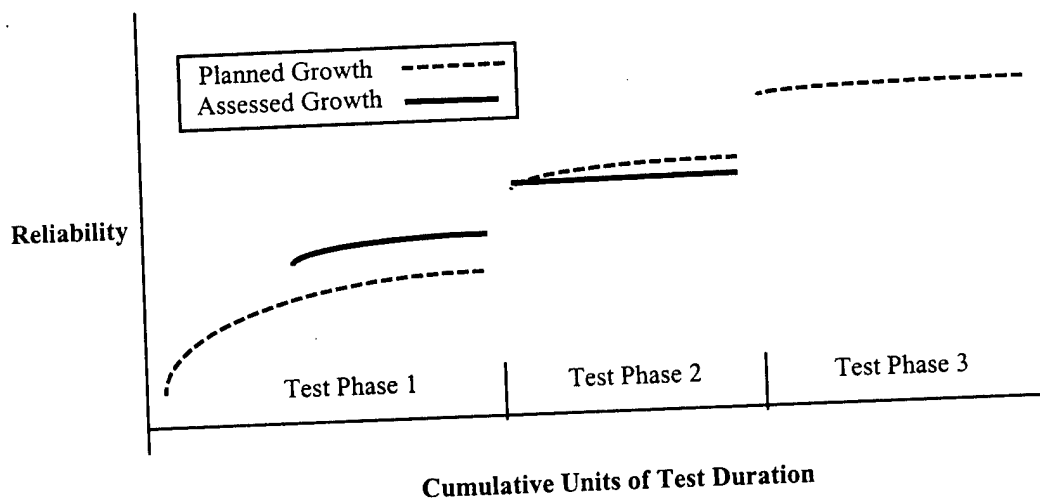 Planned Growth
Assessed Growth
Reliability
Test Phase 1
Test Phase 2
Test Phase 3
Cumulative Units of Test Duration